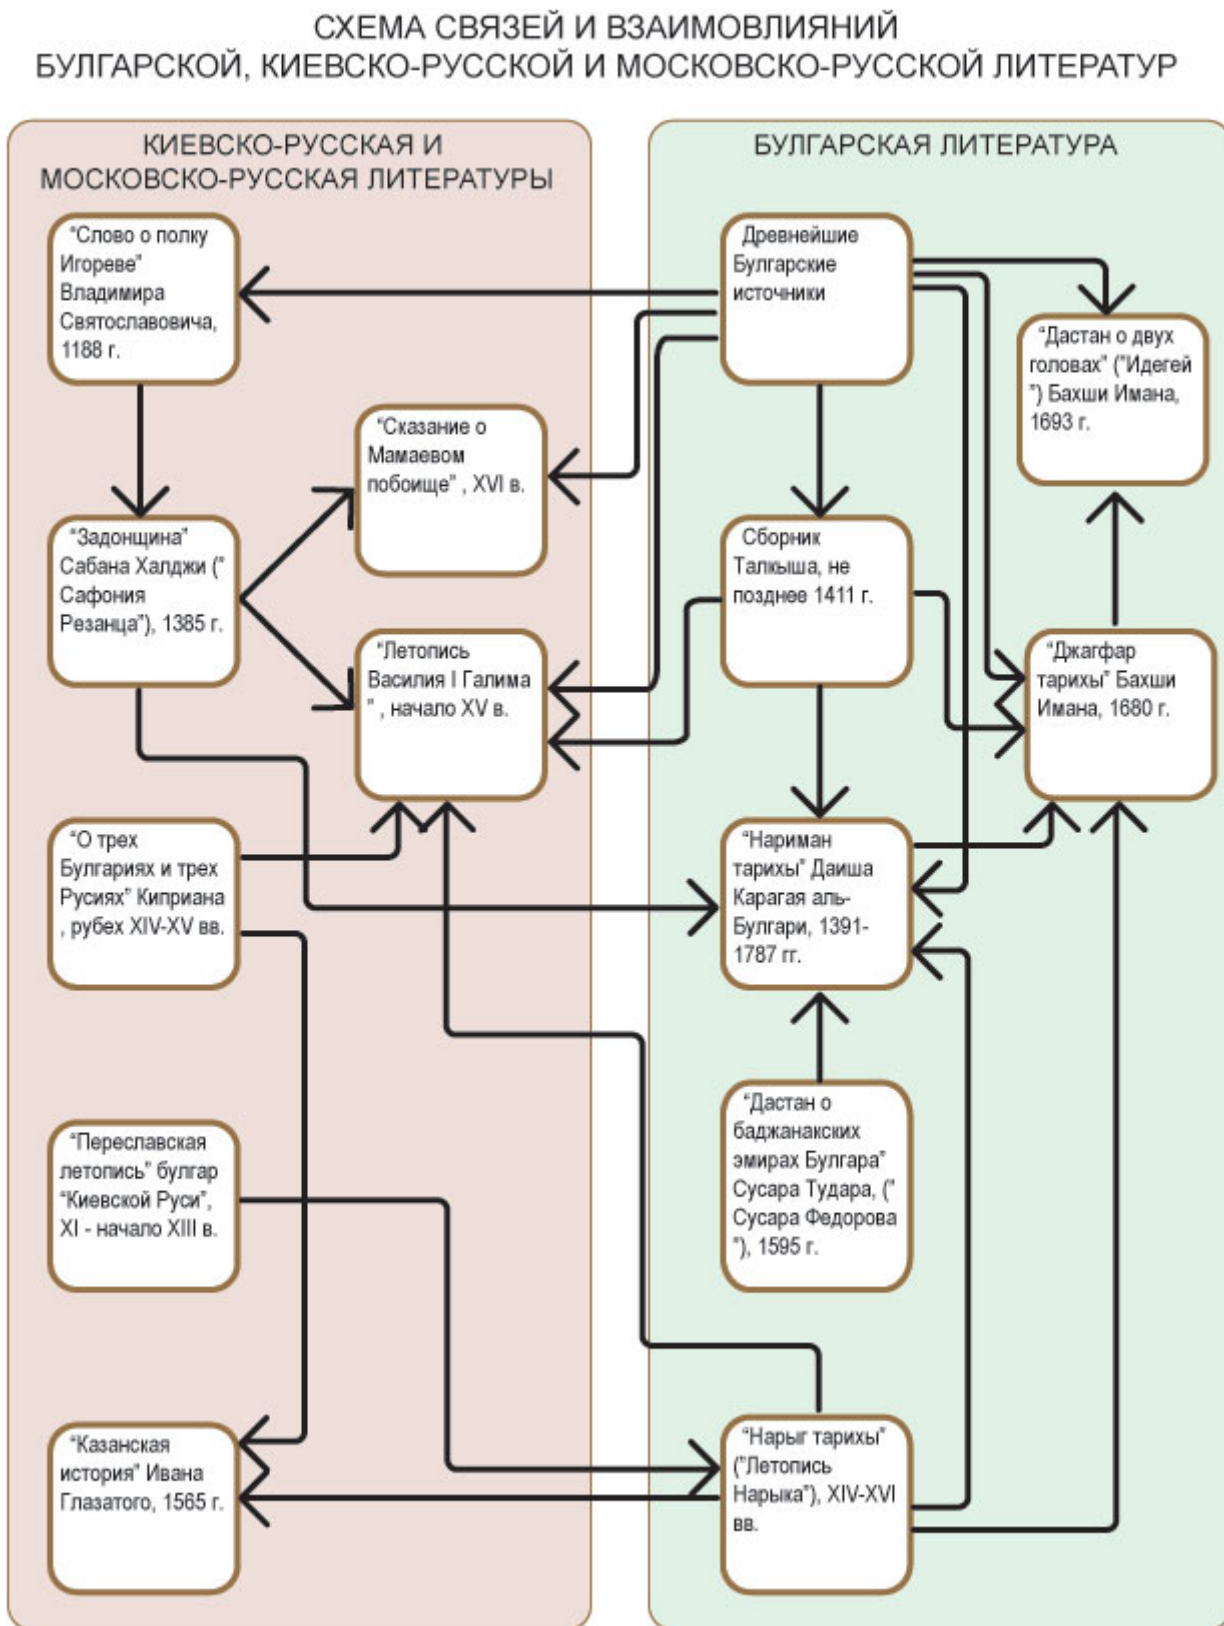 СХЕМА СВЯЗЕЙ И ВЗАИМОВЛИЯНИЙ
БУЛГАРСКОЙ, КИЕВСКО-РУССКОЙ И МОСКОВСКО-РУССКОЙ ЛИТЕРАТУР
КИЕВСКО-РУССКАЯ И
МОСКОВСКО-РУССКАЯ ЛИТЕРАТУРЫ
“Слово о полку
Игореве”
Владимира
Святославовича,
1188 г.
“Сказание о
Мамаевом
побоище” , XVI в.
“Задонщина”
Сабана Халджи (”
Сафония
Резанца”), 1385 г.
“Летопись
Василия I Галима
” , начало XV в.
“О трех
Булгариях и трех
Русиях” Киприана
, рубех XIV-XV вв.
“Переславская
летопись” булгар
“Киевской Руси”,
XI - начало XIII в.
“Казанская
история” Ивана
Глазатого, 1565 г.
БУЛГАРСКАЯ ЛИТЕРАТУРА
Древнейшие
Булгарские
источники
“Дастан о двух
головах” (”Идегей
”) Бахши Имана,
1693 г.
Сборник
Талкыша, не
позднее 1411 г.
“Джагфар
тарихы” Бахши
Имана, 1680 г.
“Нариман
тарихы” Даиша
Карагая аль-
Булгари, 1391-
1787 гг.
“Дастан о
баджанакских
эмирах Булгара”
Сусара Тудара, (”
Сусара Федорова
”), 1595 г.
“Нарыг тарихы”
(”Летопись
Нарыка”), XIV-XVI
вв.